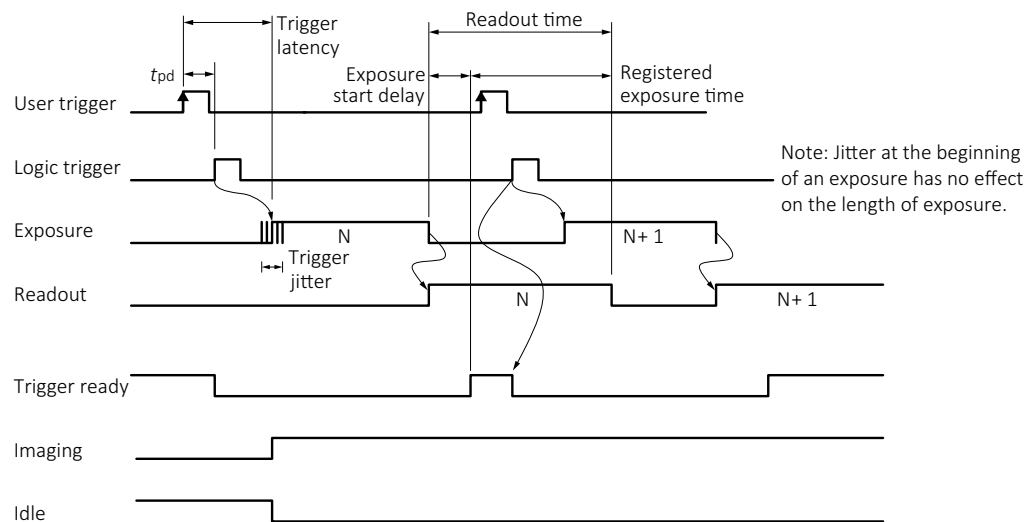 Trigger
latency
Readout time
tpd
Exposure
start delay
Registered
exposure time
User trigger
Logic trigger
Note: Jitter at the beginning
of an exposure has no effect
on the length of exposure.
Exposure
N
N+ 1
Trigger
jitter
Readout
N
N+ 1
Trigger ready
Imaging
Idle